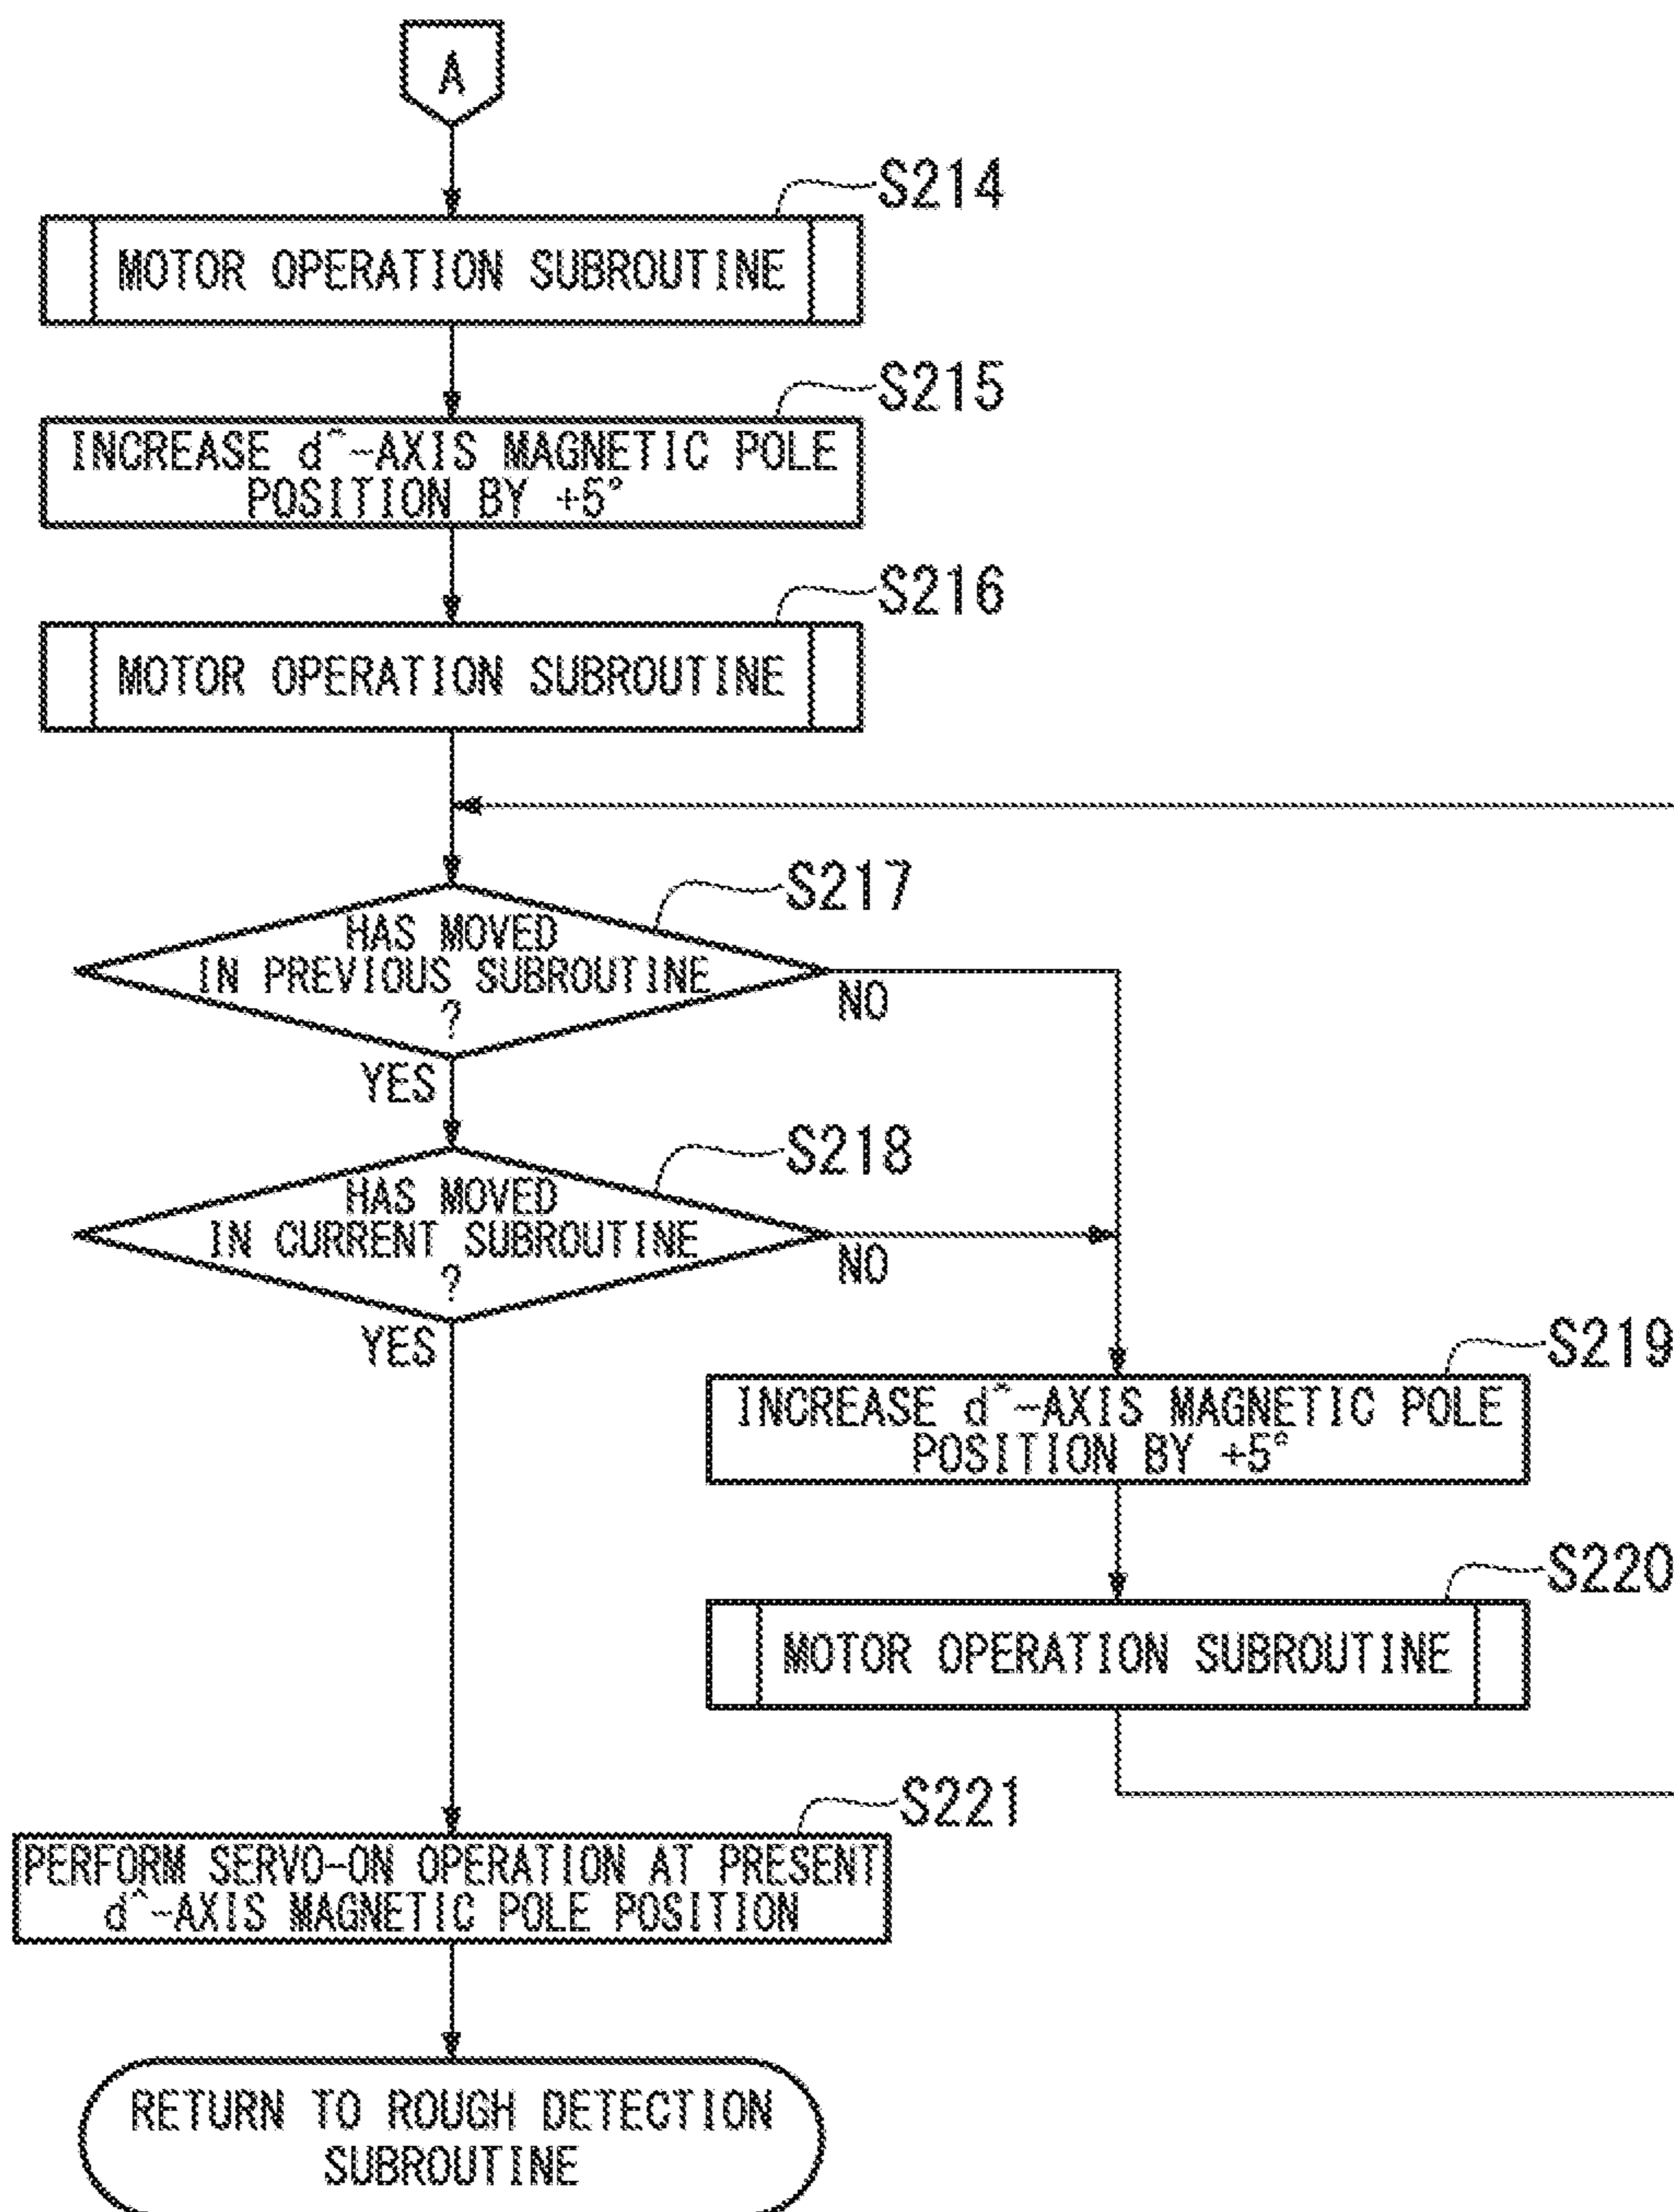 A
S214
MOTOR OPERATION SUBROUTINE
S215
INCREASE d^-AXIS MAGNETIC POLE
POSITION BY +5°
S216
MOTOR OPERATION SUBROUTINE
S217
HAS MOVED
IN PREVIOUS SUBROUTINE
?
NO
YES
S218
HAS MOVED
IN CURRENT SUBROUTINE
?
NO
YES
S219
INCREASE d^-AXIS MAGNETIC POLE
POSITION BY +5°
S220
MOTOR OPERATION SUBROUTINE
S221
PERFORM SERVO-ON OPERATION AT PRESENT
d^-AXIS MAGNETIC POLE POSITION
RETURN TO ROUGH DETECTION
SUBROUTINE